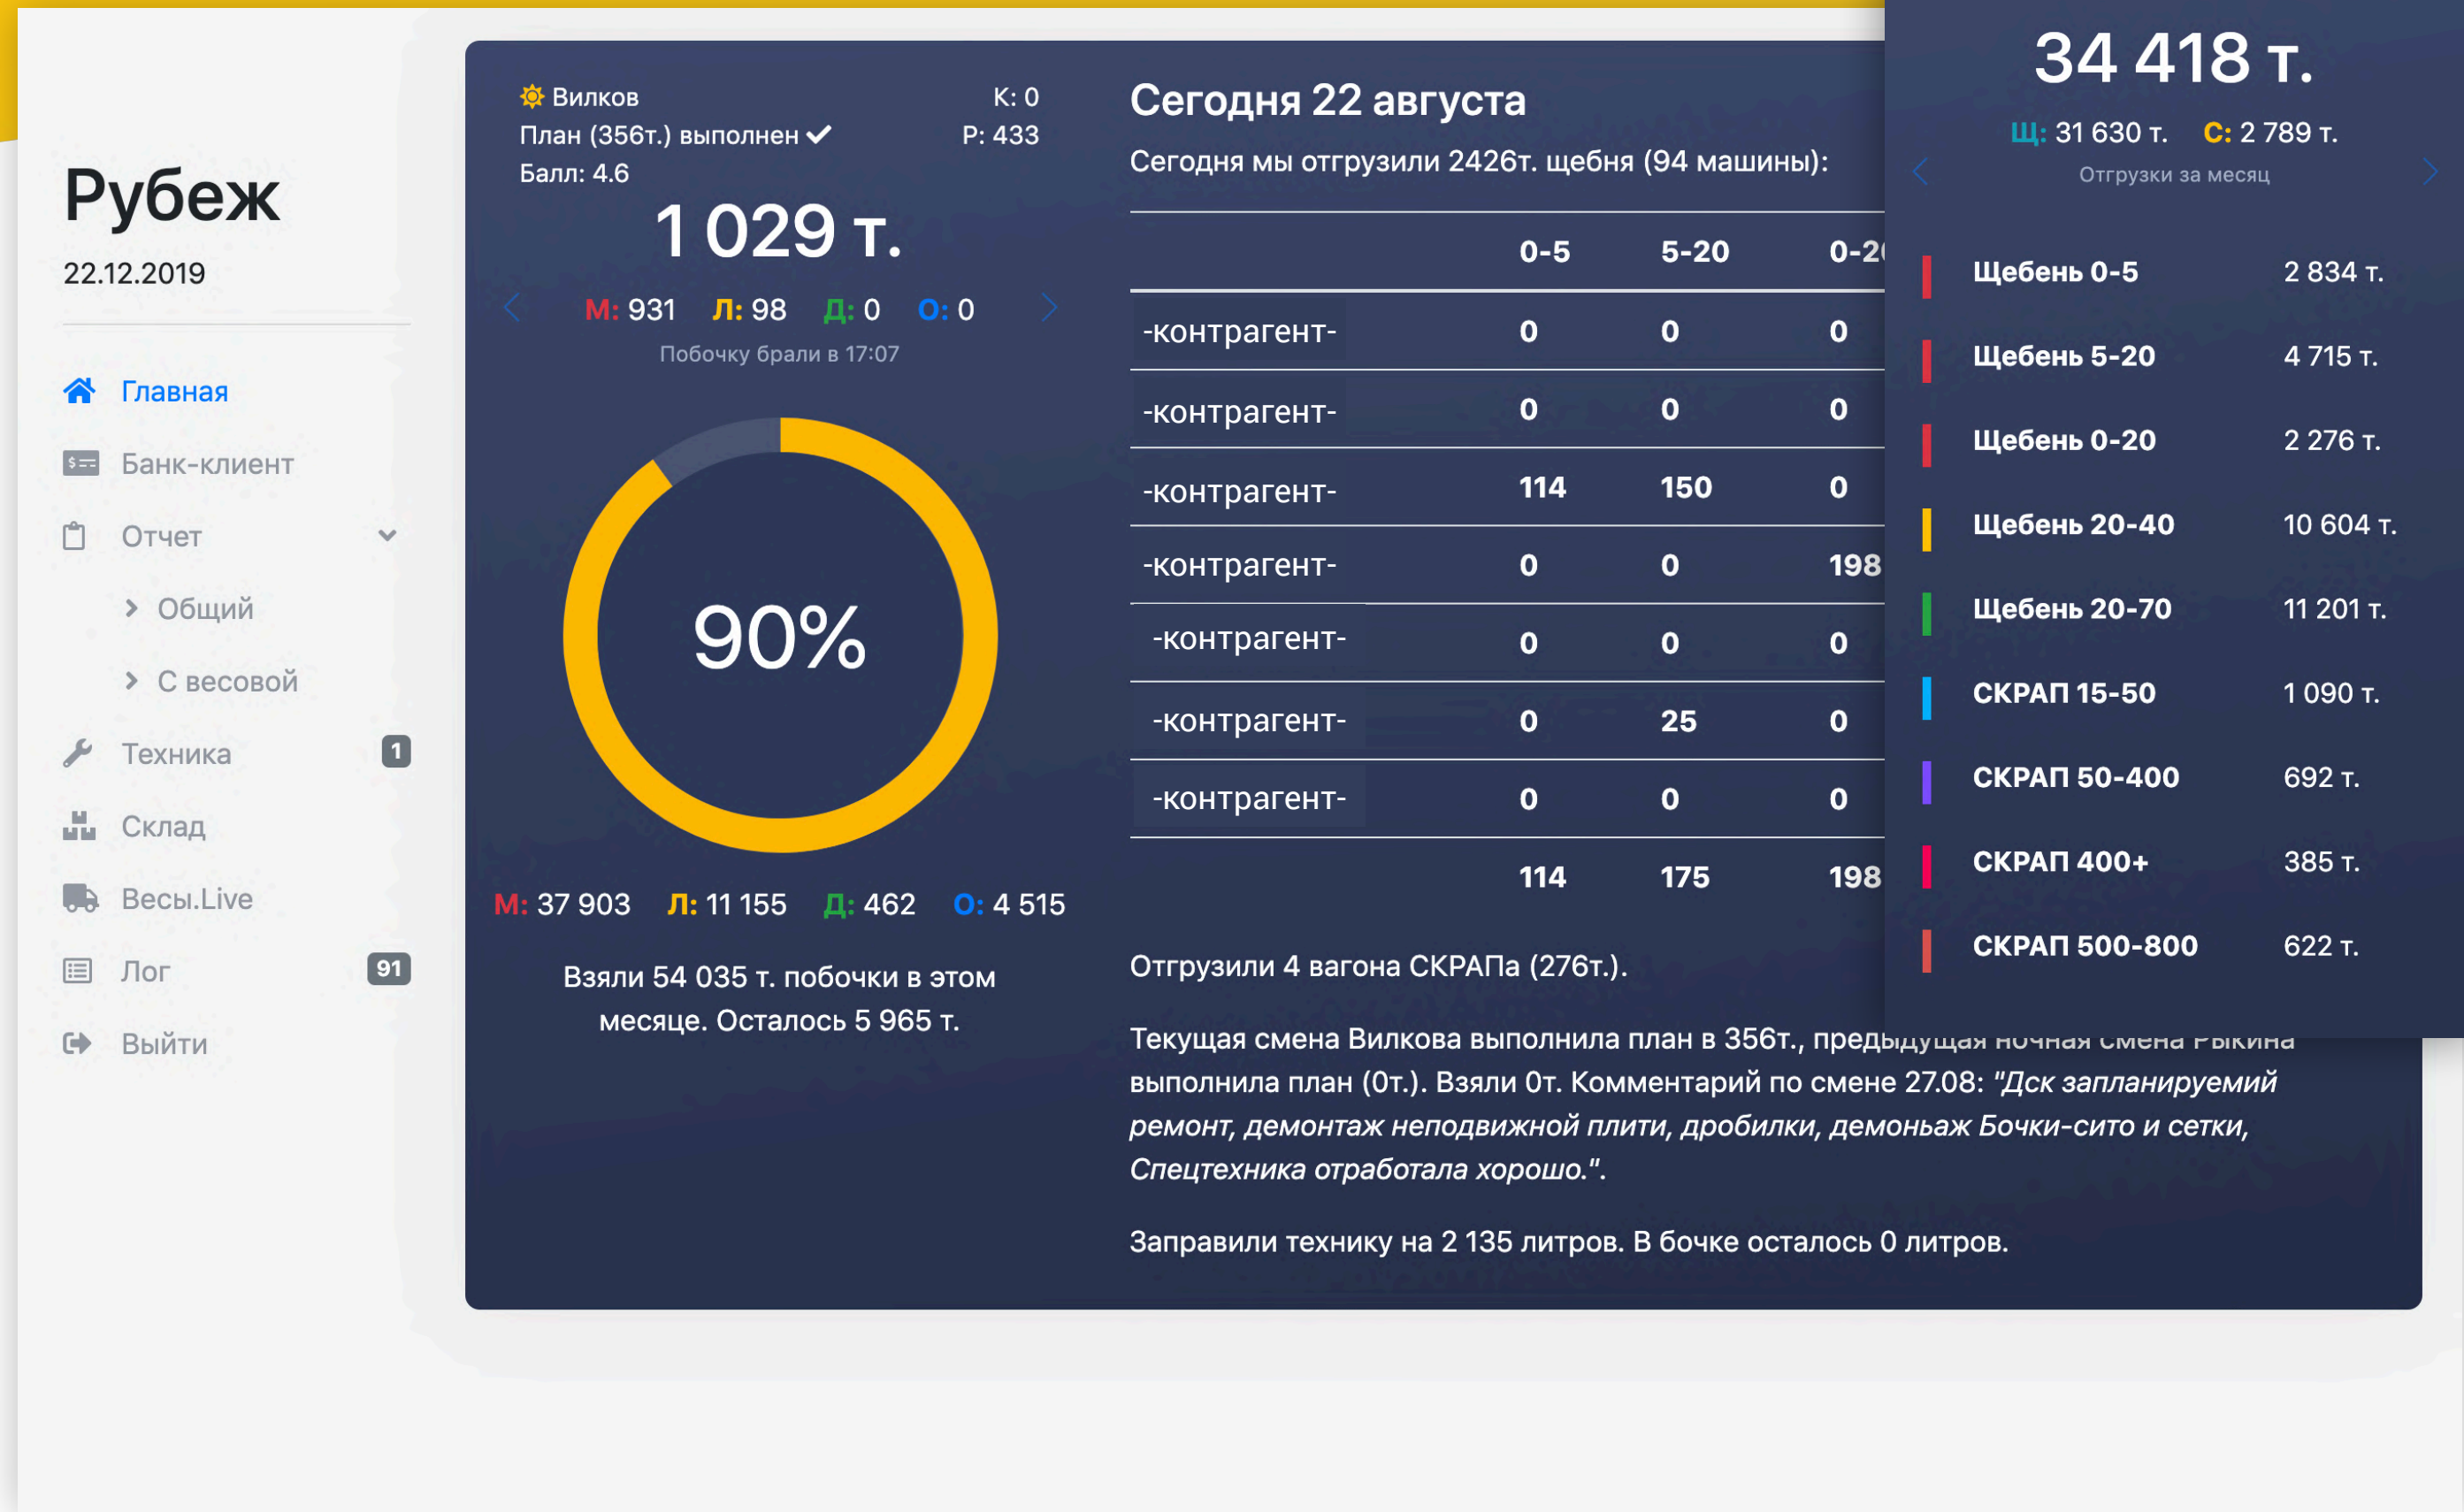 Рубеж
22.12.2019
Главная
Банк-клиент
Отчет
Общий
С весовой
Техника 1
Склад
Весы.Live
Лог 91
Выйти
Вилков К: 0
План (356т.) выполнен Р: 433
Балл: 4.6
1 029 т.
М: 931 Л: 98 Д: 0 О: 0
Побочку брали в 17:07
90%
М: 37 903 Л: 11 155 Д: 462 О: 4 515
Взяли 54 035 т. побочки в этом
месяце. Осталось 5 965 т.
Сегодня 22 августа
Сегодня мы отгрузили 2426т. щебня (94 машины):
0-5 5-20
-контрагент- 0 0 0
-контрагент- 0 0 0
-контрагент- 114 150 0
-контрагент- 0 0 198
-контрагент- 0 0 0
-контрагент- 0 25 0
-контрагент- 0 0 0
114 175 198
Отгрузили 4 вагона СКРАПа (276т.).
Текущая смена Вилкова выполнила план в 356т., предыдущая ночная смена Рыкина
выполнила план (0т.). Взяли 0т. Комментарий по смене 27.08: "Дск запланируемий
ремонт, демонтаж неподвижной плити, дробилки, демоньаж Бочки-сито и сетки,
Спецтехника отработала хорошо.".
Заправили технику на 2 135 литров. В бочке осталось 0 литров.
34 418 т.
Щ: 31 630 т. С: 2 789 т.
Отгрузки за месяц
Щебень 0-5 2 834 т.
Щебень 5-20 4 715 т.
Щебень 0-20 2 276 т.
Щебень 20-40 10 604 т.
Щебень 20-70 11 201 т.
СКРАП 15-50 1 090 т.
СКРАП 50-400 692 т.
СКРАП 400+ 385 т.
СКРАП 500-800 622 т.